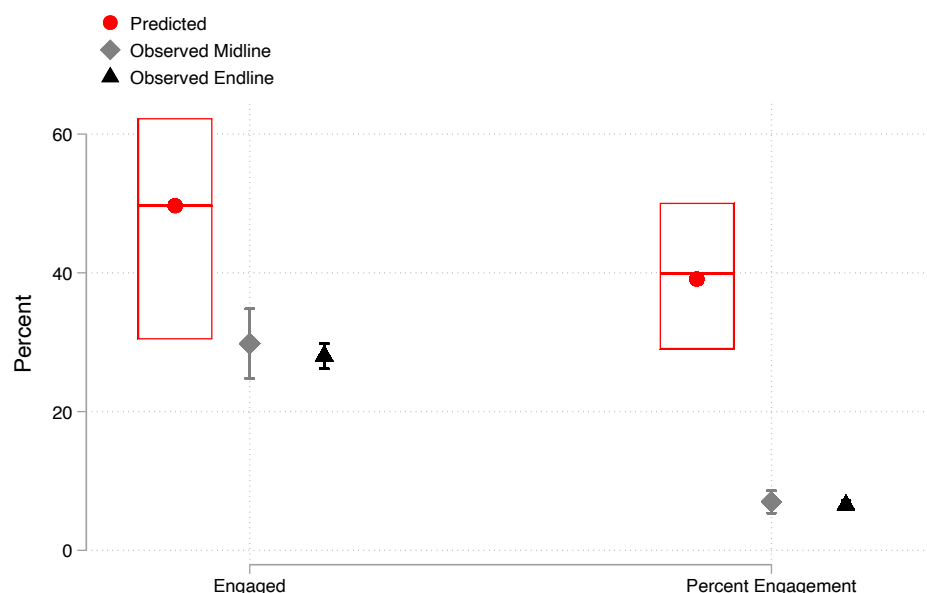 Predicted
Observed Midline
Observed Endline
Percent
60
40
20
0
Engaged
Percent Engagement